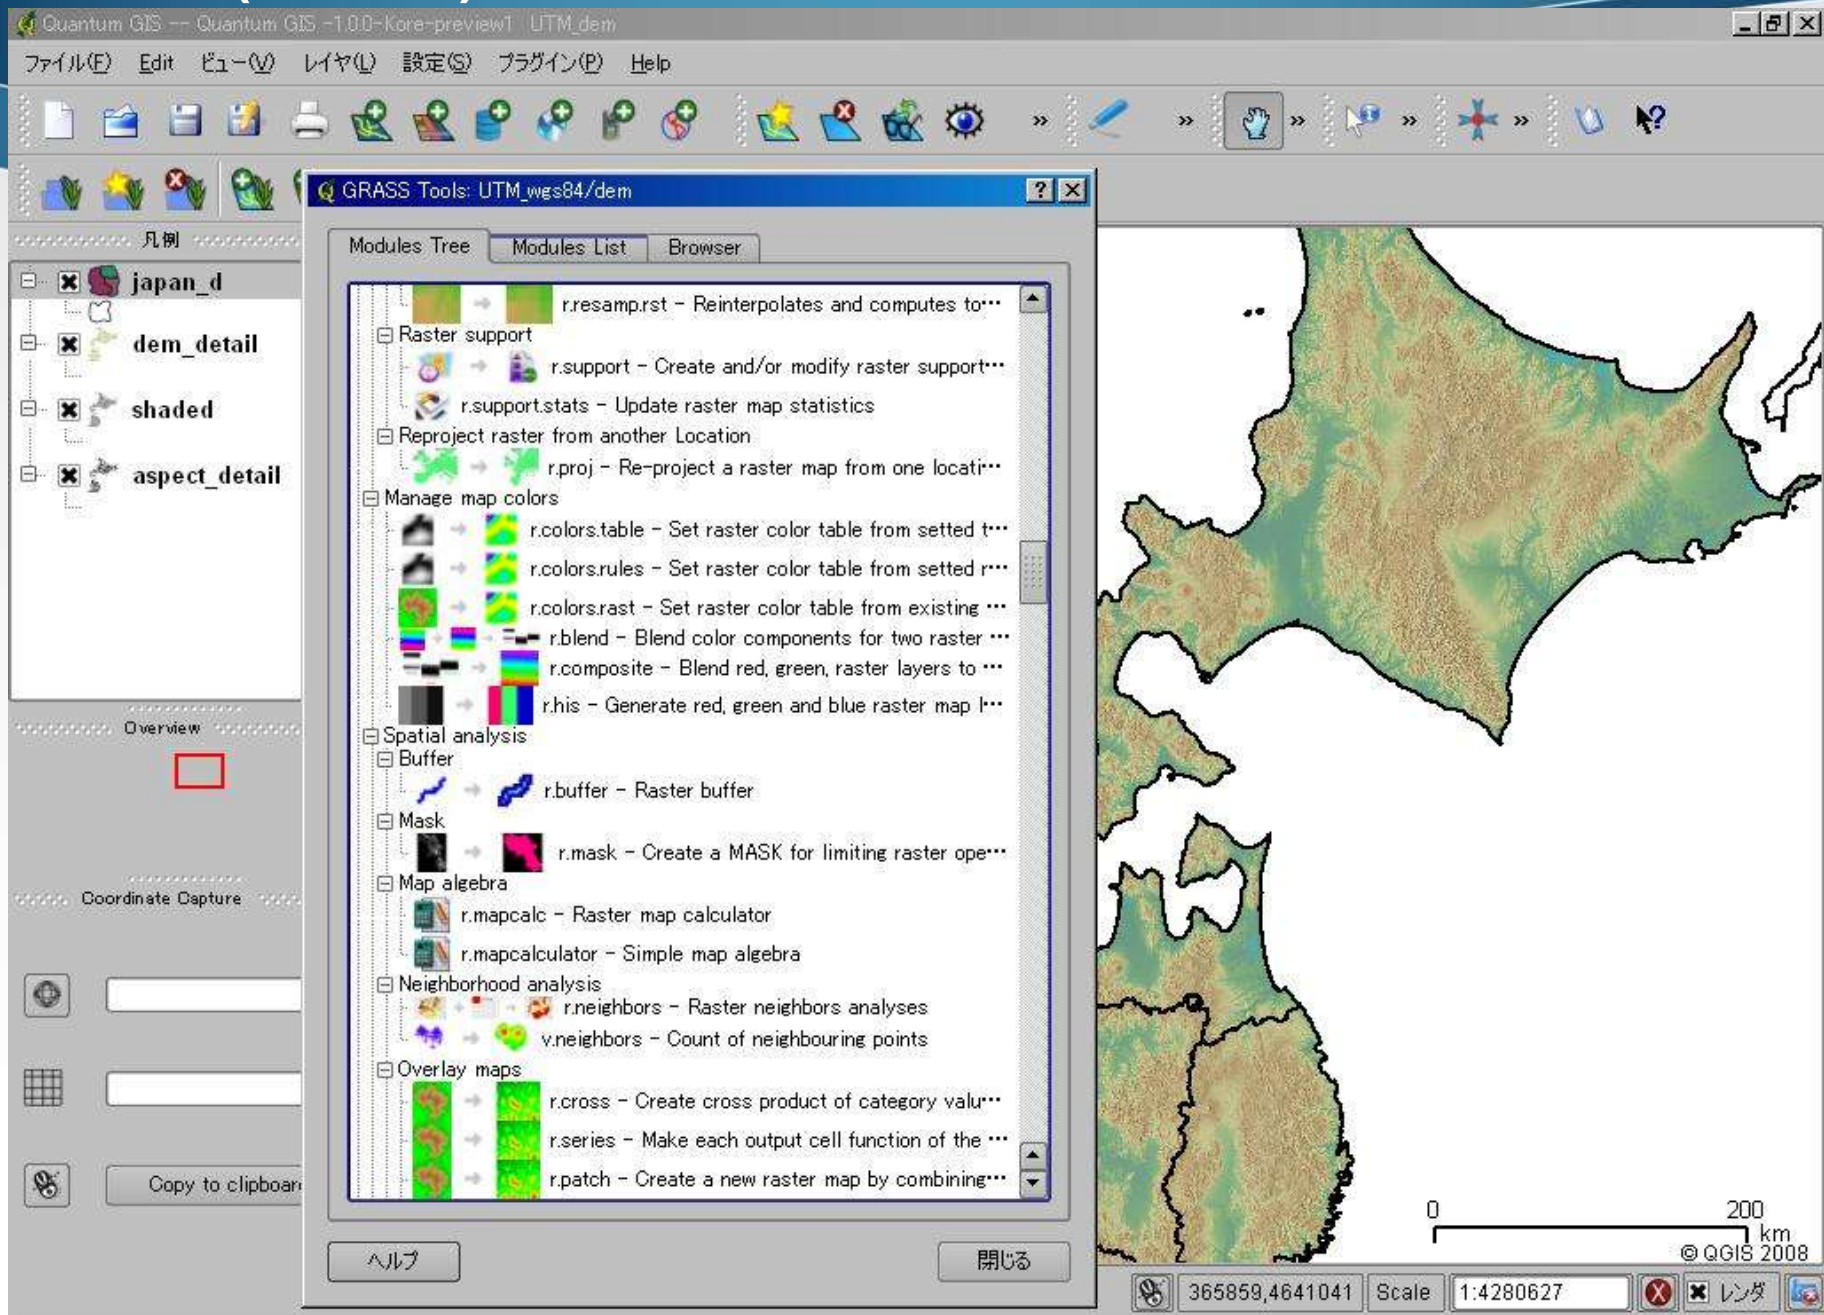 Quantum GIS -- Quantum GIS -1.0.0-Kore-preview1 UTM_dem
ファイル(F) Edit ビュー(V) レイヤ(L) 設定(S) プラグイン(P) Help
GRASS Tools: UTM_wgs84/dem
凡例
japan_d
dem_detail
shaded
aspect_detail
Overview
Coordinate Capture
Copy to clipboar
Modules Tree Modules List Browser
r.resamp.rst - Reinterpolates and computes to…
Raster support
r.support - Create and/or modify raster support…
r.support.stats - Update raster map statistics
Reproject raster from another Location
r.proj - Re-project a raster map from one locati…
Manage map colors
r.colors.table - Set raster color table from setted t…
r.colors.rules - Set raster color table from setted r…
r.colors.rast - Set raster color table from existing …
r.blend - Blend color components for two raster …
r.composite - Blend red, green, raster layers to …
r.his - Generate red, green and blue raster map l…
Spatial analysis
Buffer
r.buffer - Raster buffer
Mask
r.mask - Create a MASK for limiting raster ope…
Map algebra
r.mapcalc - Raster map calculator
r.mapcalculator - Simple map algebra
Neighborhood analysis
r.neighbors - Raster neighbors analyses
v.neighbors - Count of neighbouring points
Overlay maps
r.cross - Create cross product of category valu…
r.series - Make each output cell function of the …
r.patch - Create a new raster map by combining…
ヘルプ 閉じる
0 200
km
© QGIS 2008
365859,4641041 Scale 1:4280627 レンダ